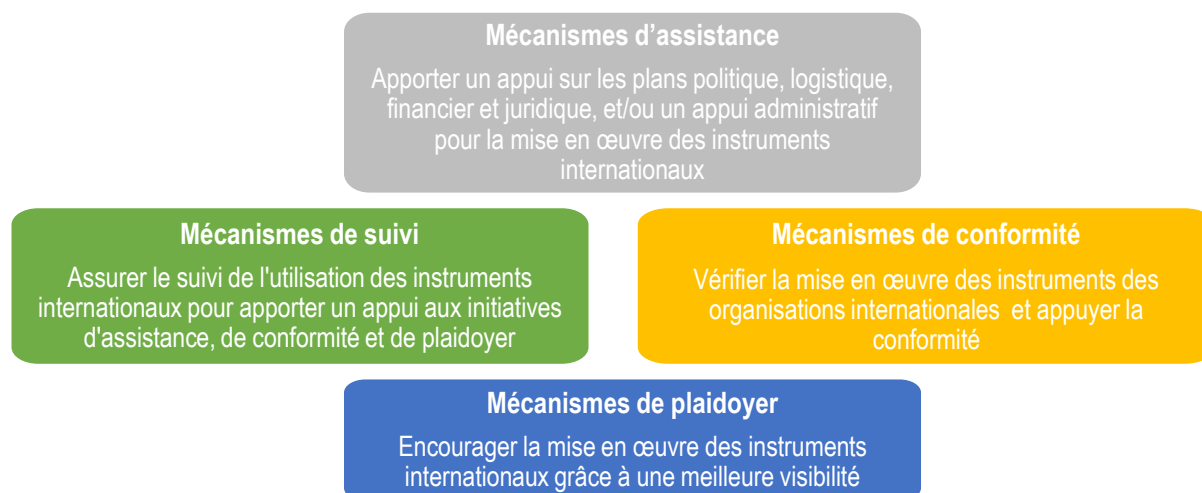 Mécanismes d’assistance
Apporter un appui sur les plans politique, logistique,
financier et juridique, et/ou un appui administratif
pour la mise en œuvre des instruments
internationaux
Mécanismes de suivi
Assurer le suivi de l'utilisation des instruments
internationaux pour apporter un appui aux initiatives
d'assistance, de conformité et de plaidoyer
Mécanismes de conformité
Vérifier la mise en œuvre des instruments des
organisations internationales et appuyer la
conformité
Mécanismes de plaidoyer
Encourager la mise en œuvre des instruments
internationaux grâce à une meilleure visibilité